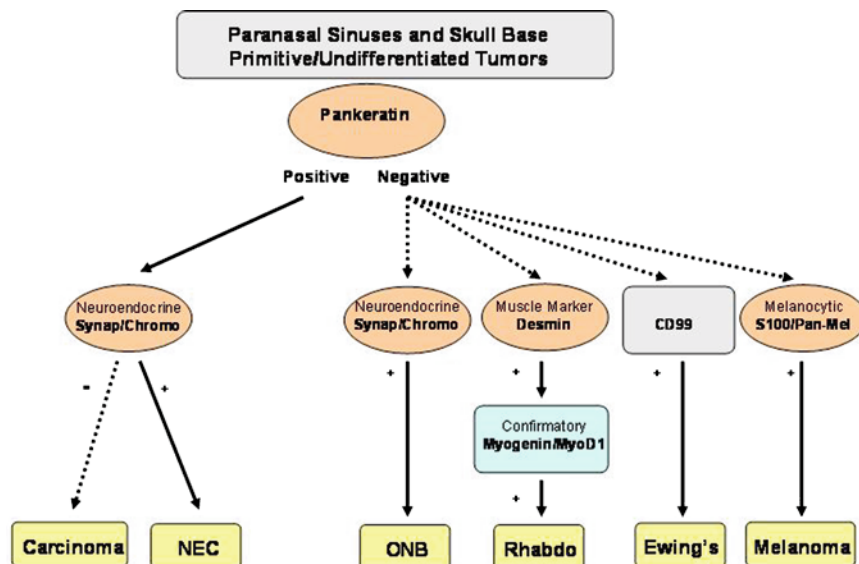 Paranasal Sinuses and Skull Base
Primitive/Undifferentiated Tumors
Pankeratin
Positive Negative
Neuroendocrine
Synap/Chromo
Neuroendocrine
Synap/Chromo
Muscle Marker
Desmin
CD99
Melanocytic
S100/Pan-Mel
- +
+
+
+
+
Confirmatory
Myogenin/MyoD1
+
Carcinoma
NEC
ONB
Rhabdo
Ewing's
Melanoma